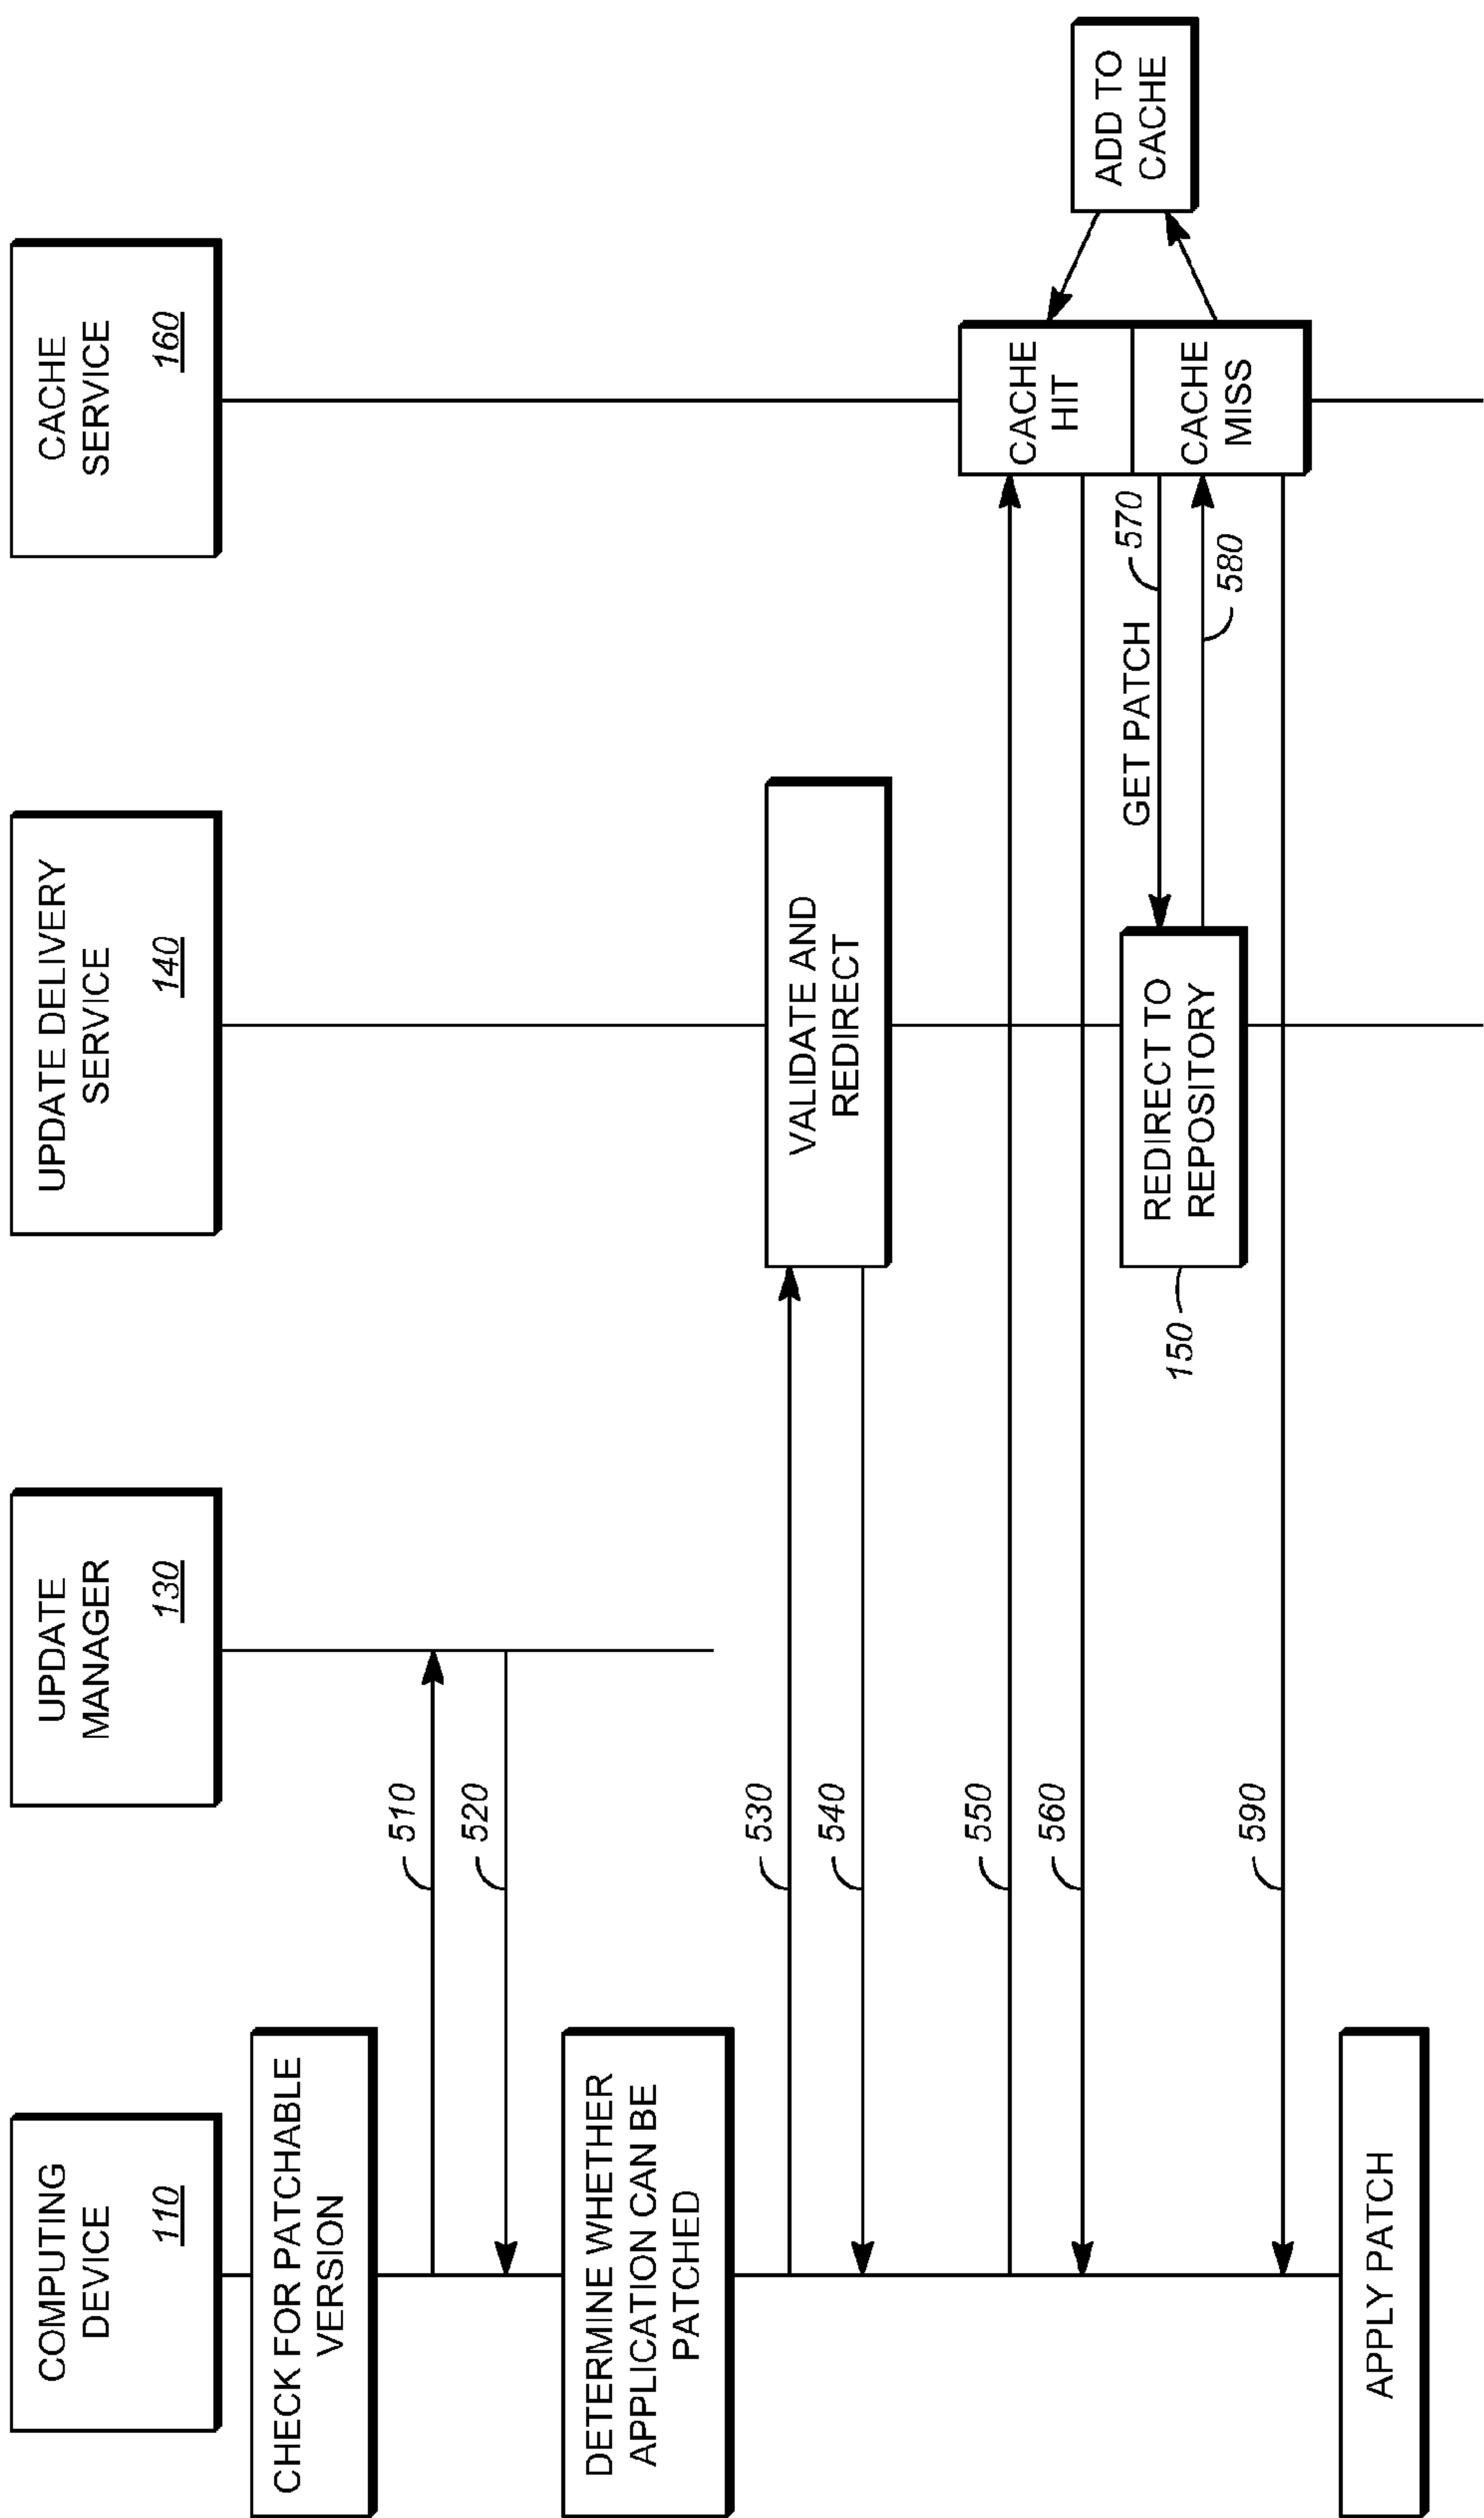 COMPUTING
DEVICE
110
UPDATE
MANAGER
130
UPDATE DELIVERY
SERVICE
140
CACHE
SERVICE
160
CHECK FOR PATCHABLE
VERSION
510
520
DETERMINE WHETHER
APPLICATION CAN BE
PATCHED
530
VALIDATE AND
REDIRECT
540
550
CACHE
HIT
560
ADD TO
CACHE
GET PATCH
570
REDIRECT TO
REPOSITORY
150
580
CACHE
MISS
590
APPLY PATCH